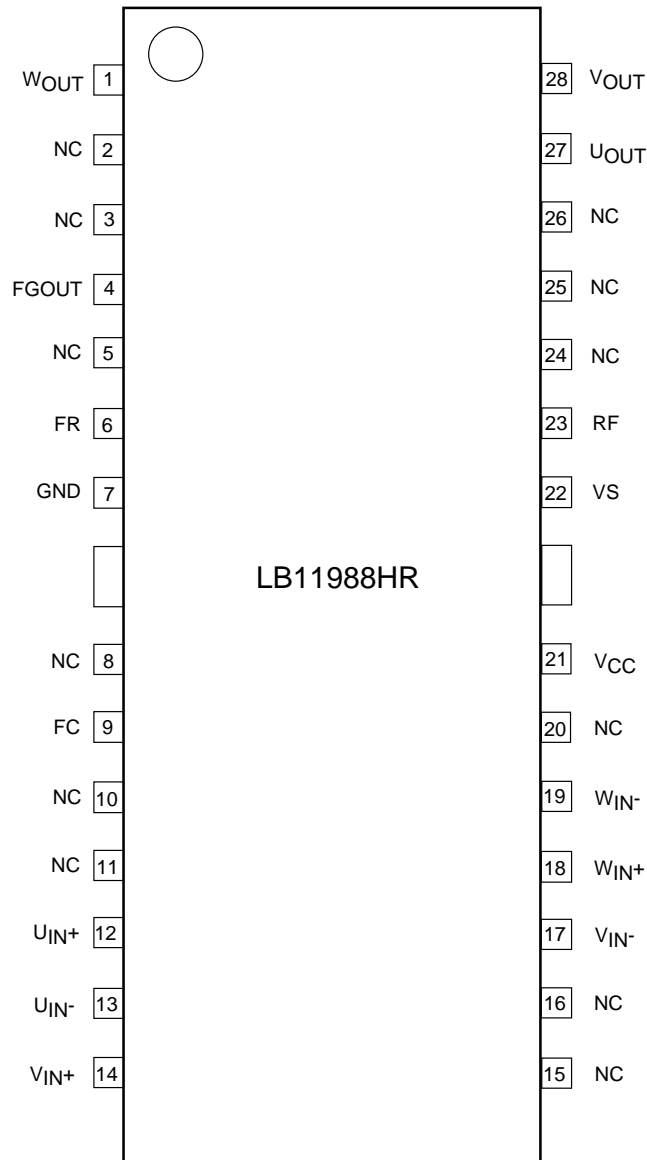 WOUT 1 28 VOUT
NC 2 27 UOUT
NC 3 26 NC
FGOUT 4 25 NC
NC 5 24 NC
FR 6 23 RF
GND 7 22 VS
LB11988HR
NC 8 21 VCC
FC 9 20 NC
NC 10 19 WIN-
NC 11 18 WIN+
UIN+ 12 17 VIN-
UIN- 13 16 NC
VIN+ 14 15 NC